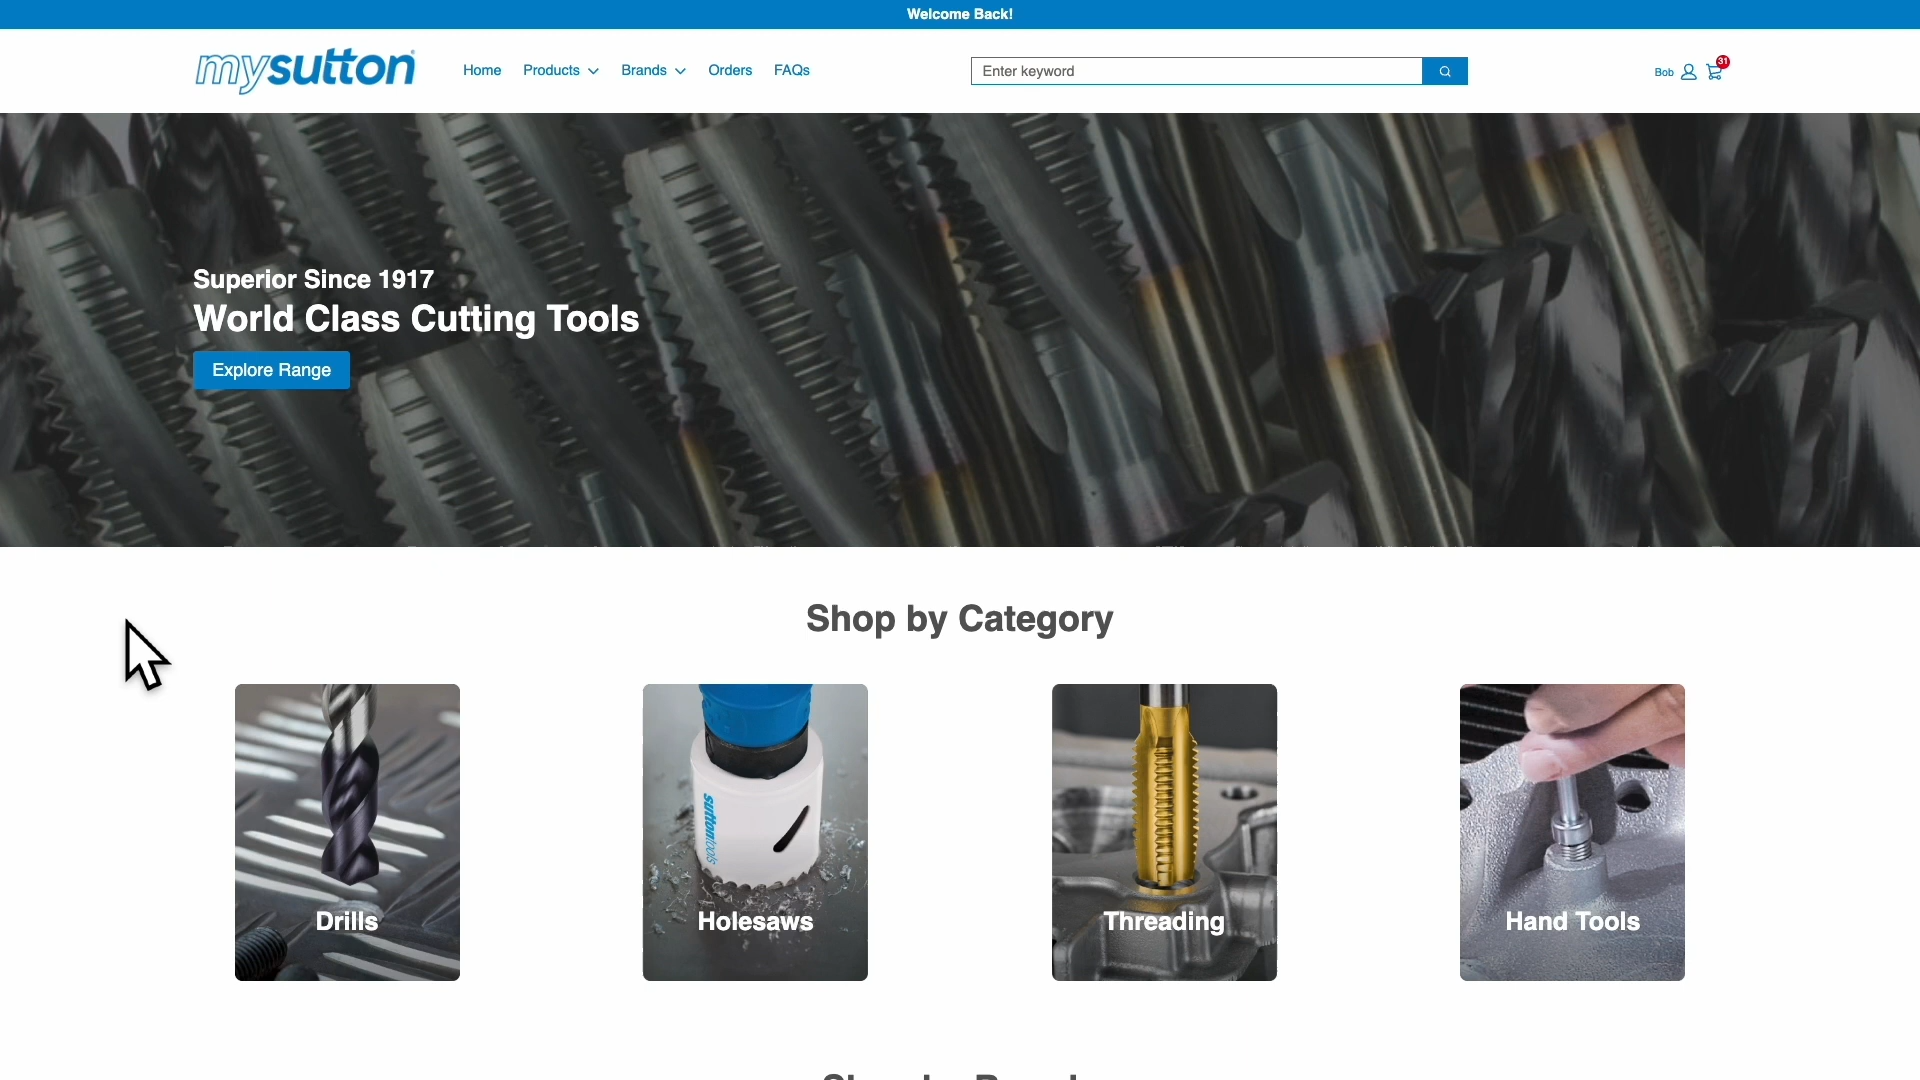 Welcome Back!
mysutton
Home Products Brands Orders FAQs
Enter keyword
Bob
31
Superior Since 1917
World Class Cutting Tools
Explore Range
Shop by Category
suttontools
Drills
Holesaws
Threading
Hand Tools